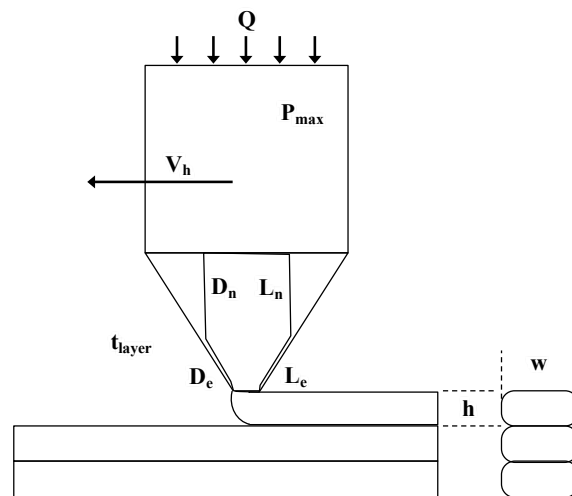 Q
P_max
V_h
D_n L_n
t_layer
D_e L_e
w
h